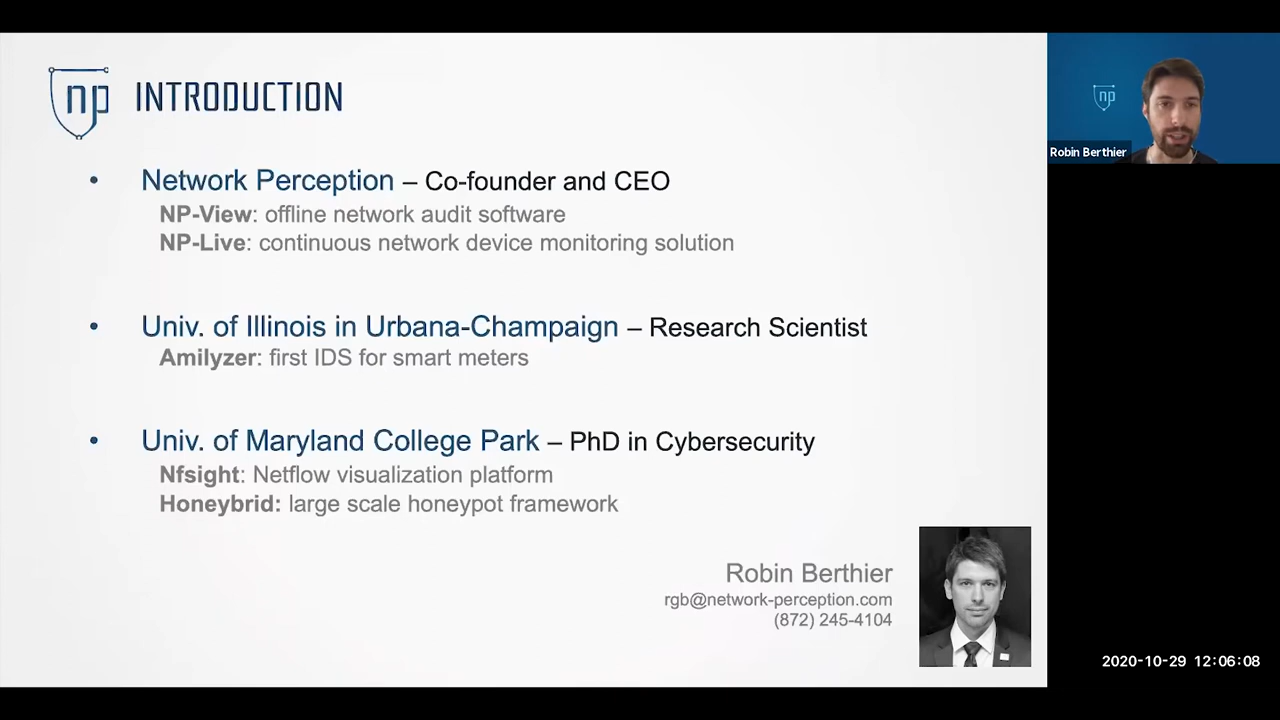 np INTRODUCTION
• Network Perception – Co-founder and CEO
NP-View: offline network audit software
NP-Live: continuous network device monitoring solution
• Univ. of Illinois in Urbana-Champaign – Research Scientist
Amilyzer: first IDS for smart meters
• Univ. of Maryland College Park – PhD in Cybersecurity
Nfsight: Netflow visualization platform
Honeybrid: large scale honeypot framework
Robin Berthier
rgb@network-perception.com
(872) 245-4104
np
Robin Berthier
2020-10-29 12:06:08